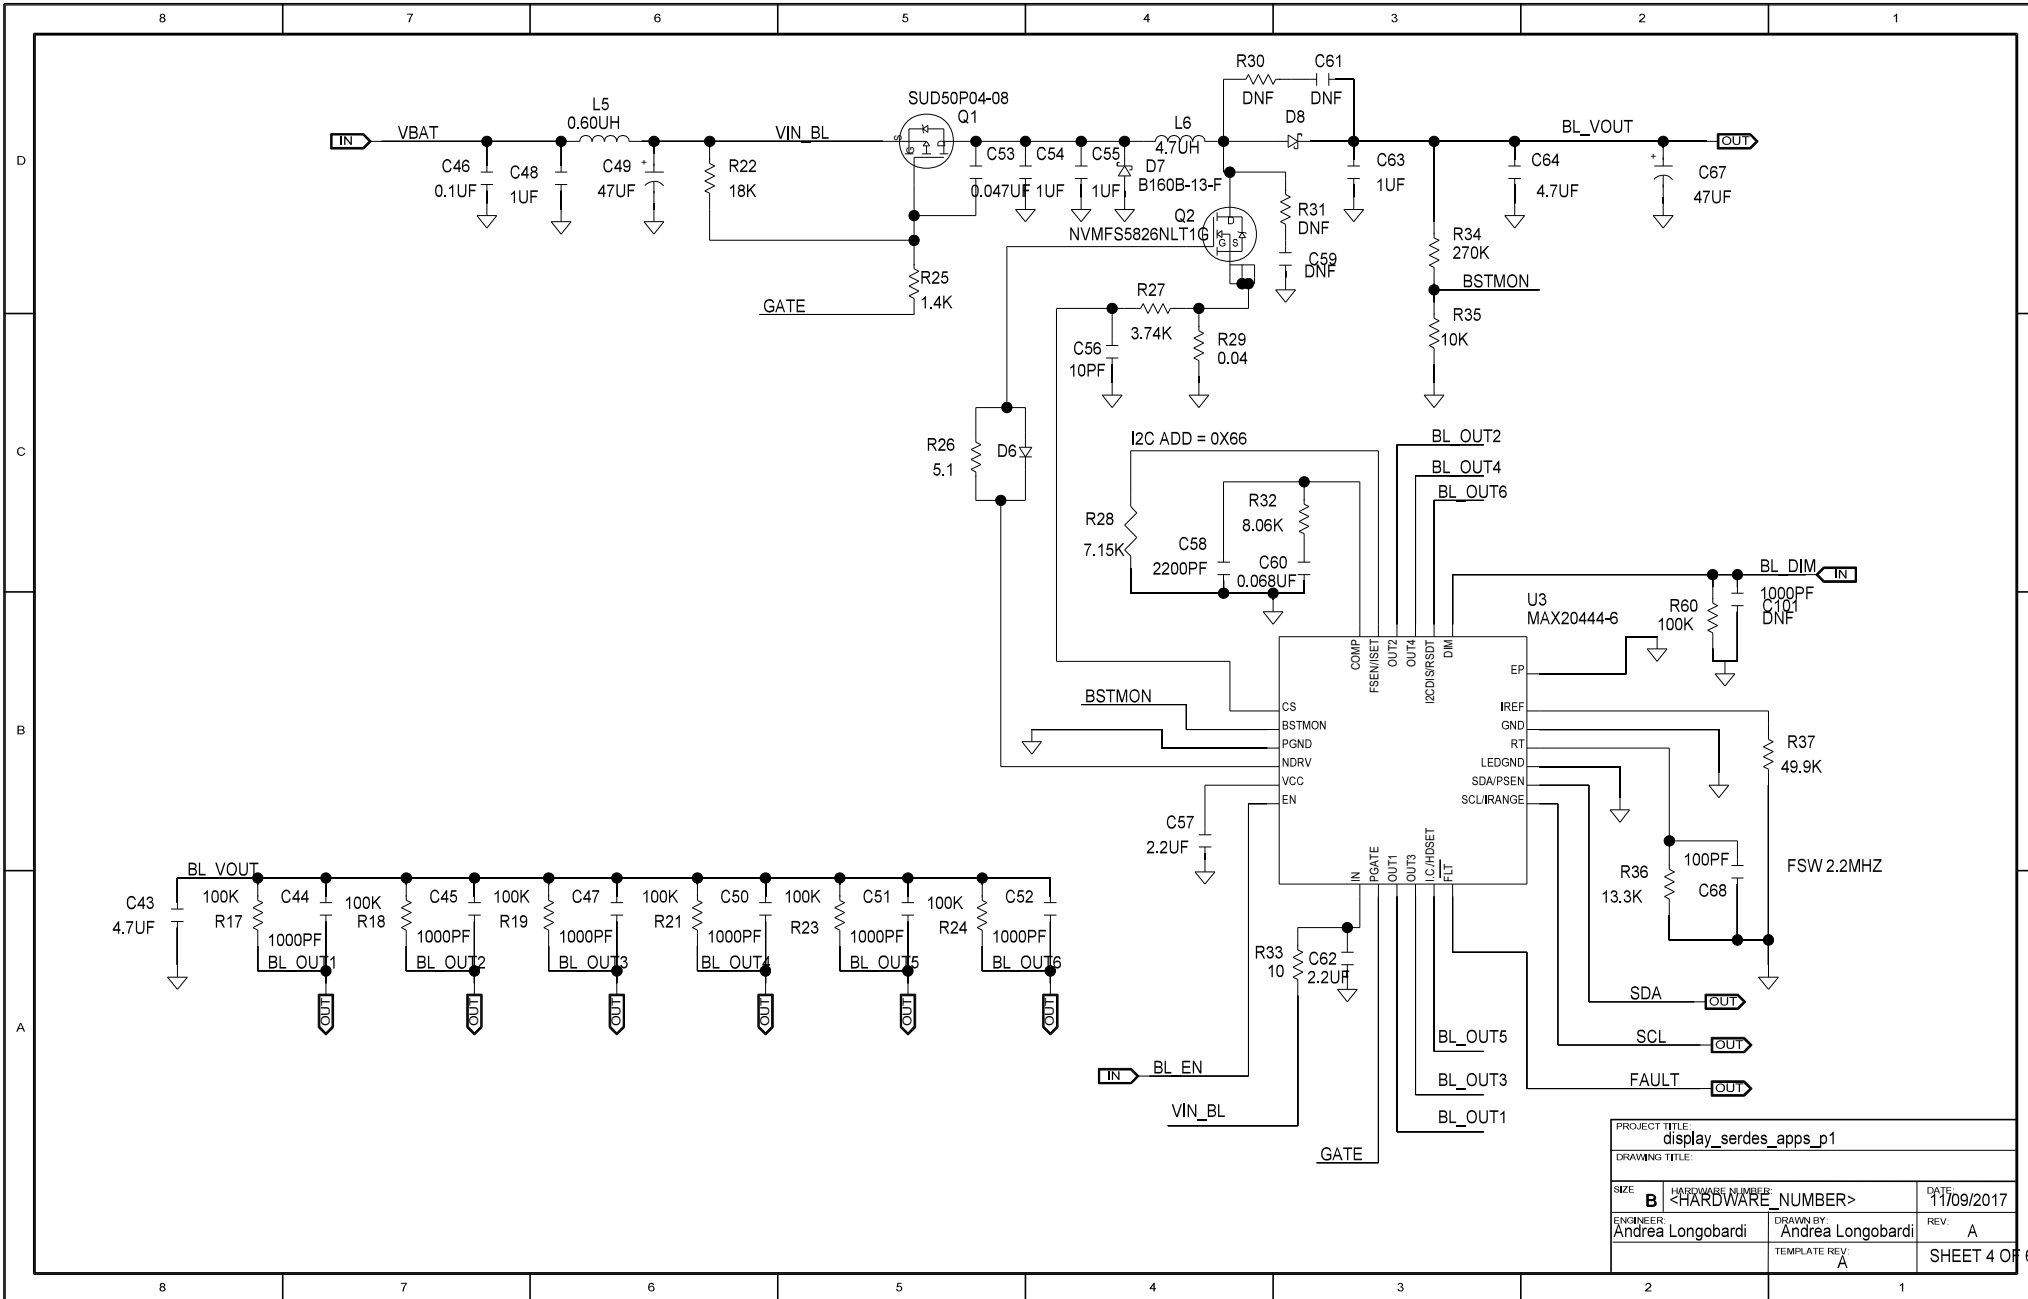 8 7 6 5 4 3 2 1
D
C
B
A
IN
VBAT
L5
0.60UH
C46
0.1UF
C48
1UF
C49
+
47UF
R22
18K
VIN_BL
SUD50P04-08
Q1
S
G
D
C53
0.047UF
C54
1UF
C55
1UF
D7
B160B-13-F
L6
4.7UH
R30
DNF
C61
DNF
D8
Q2
NVMFS5826NLT1G
D
G S
R31
DNF
C59
DNF
C63
1UF
BL_VOUT
OUT
C64
4.7UF
+
C67
47UF
R34
270K
BSTMON
R35
10K
R25
1.4K
GATE
R27
3.74K
C56
10PF
R29
0.04
R26
5.1
D6
I2C ADD = 0X66
R28
7.15K
C58
2200PF
R32
8.06K
C60
0.068UF
BL_OUT2
BL_OUT4
BL_OUT6
BL_DIM
IN
1000PF
C101
DNF
R60
100K
U3
MAX20444-6
COMP
FSEN/ISET
OUT2
OUT4
I2CDIS/RSDT
DIM
CS
BSTMON
PGND
NDRV
VCC
EN
EP
IREF
GND
RT
LEDGND
SDA/PSEN
SCL/IRANGE
IN
PGATE
OUT1
OUT3
I.C./HDSET
FLT
BSTMON
C57
2.2UF
R37
49.9K
R36
13.3K
100PF
C68
FSW 2.2MHZ
BL_VOUT
C43
4.7UF
100K
R17
C44
1000PF
BL_OUT1
OUT
100K
R18
C45
1000PF
BL_OUT2
OUT
100K
R19
C47
1000PF
BL_OUT3
OUT
100K
R21
C50
1000PF
BL_OUT4
OUT
100K
R23
C51
1000PF
BL_OUT5
OUT
100K
R24
C52
1000PF
BL_OUT6
OUT
R33
10
C62
2.2UF
IN
BL_EN
VIN_BL
GATE
BL_OUT5
BL_OUT3
BL_OUT1
SDA
OUT
SCL
OUT
FAULT
OUT
PROJECT TITLE:
display_serdes_apps_p1
DRAWING TITLE:
SIZE
B
HARDWARE NUMBER:
<HARDWARE_NUMBER>
DATE:
11/09/2017
ENGINEER:
Andrea Longobardi
DRAWN BY:
Andrea Longobardi
REV:
A
TEMPLATE REV:
A
SHEET 4 OF 6
8 7 6 5 4 3 2 1